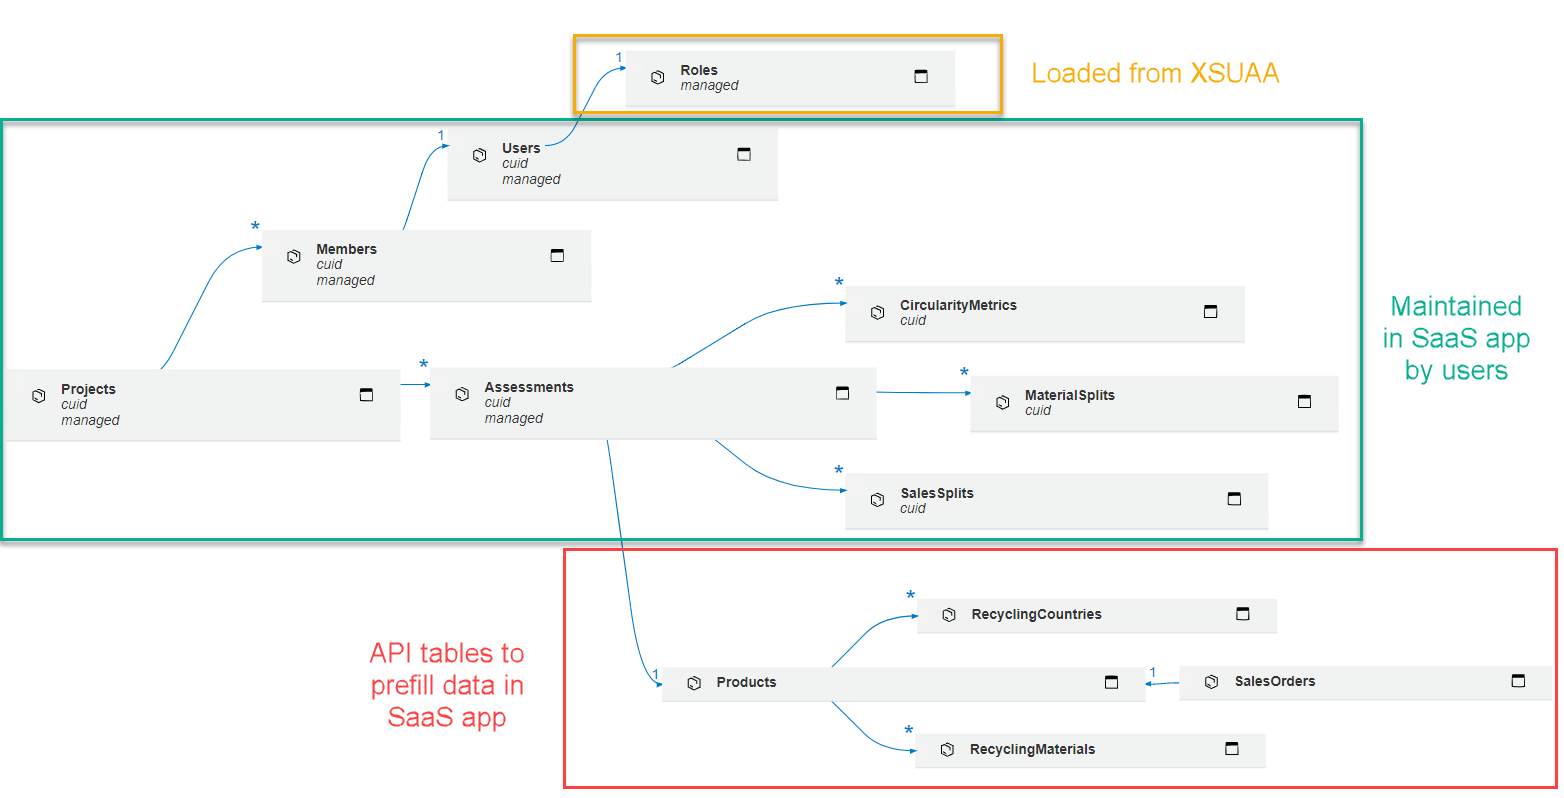 1
Roles
managed
Loaded from XSUAA
1
Users
cuid
managed
*
Members
cuid
managed
*
CircularityMetrics
cuid
Maintained
in SaaS app
by users
*
Projects
cuid
managed
Assessments
cuid
managed
*
MaterialSplits
cuid
*
SalesSplits
cuid
*
RecyclingCountries
API tables to
prefill data in
SaaS app
1
Products
1
SalesOrders
*
RecyclingMaterials